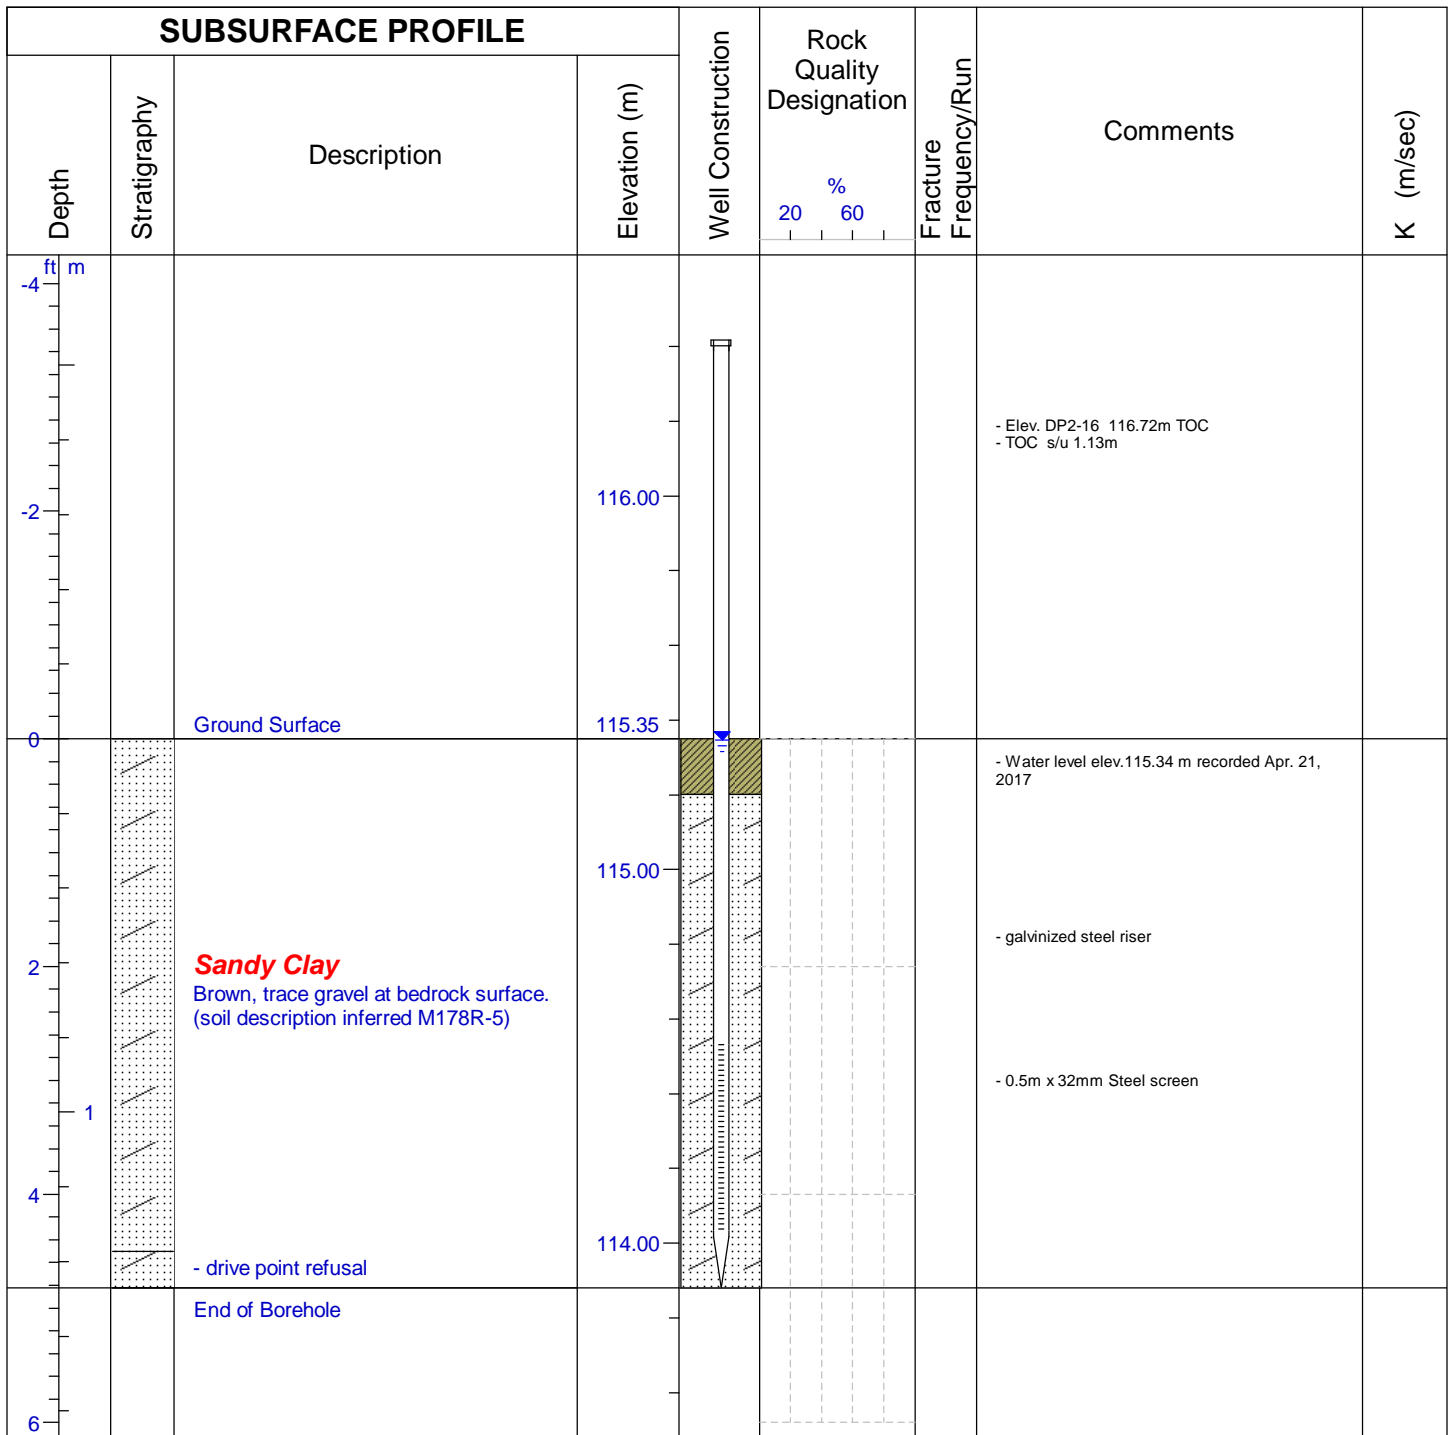 SUBSURFACE PROFILE
Depth
Stratigraphy
Description
Elevation (m)
Well Construction
Rock
Quality
Designation
%
20 60
Fracture
Frequency/Run
Comments
K (m/sec)
ft m
-4
- Elev. DP2-16 116.72m TOC
- TOC s/u 1.13m
116.00
-2
Ground Surface
115.35
0
- Water level elev.115.34 m recorded Apr. 21,
2017
115.00
- galvinized steel riser
2
Sandy Clay
Brown, trace gravel at bedrock surface.
(soil description inferred M178R-5)
- 0.5m x 32mm Steel screen
1
4
114.00
- drive point refusal
End of Borehole
6